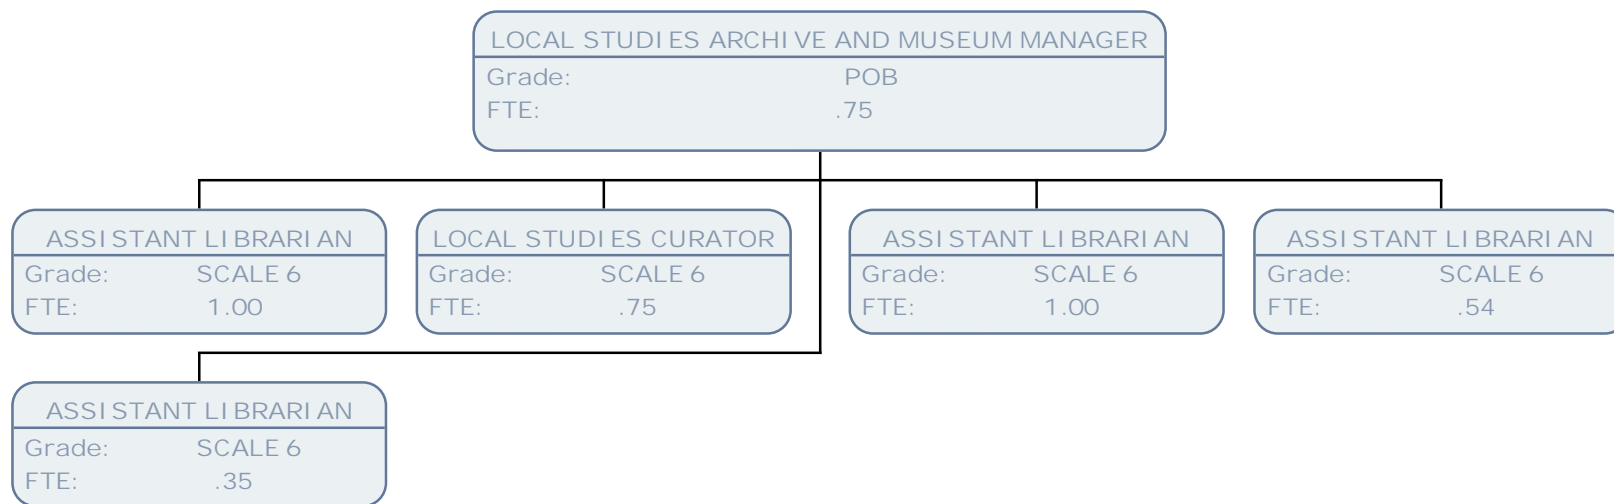 LOCAL STUDIES ARCHIVE AND MUSEUM MANAGER
Grade: POB
FTE: .75
ASSISTANT LIBRARIAN
Grade: SCALE 6
FTE: 1.00
LOCAL STUDIES CURATOR
Grade: SCALE 6
FTE: .75
ASSISTANT LIBRARIAN
Grade: SCALE 6
FTE: 1.00
ASSISTANT LIBRARIAN
Grade: SCALE 6
FTE: .54
ASSISTANT LIBRARIAN
Grade: SCALE 6
FTE: .35